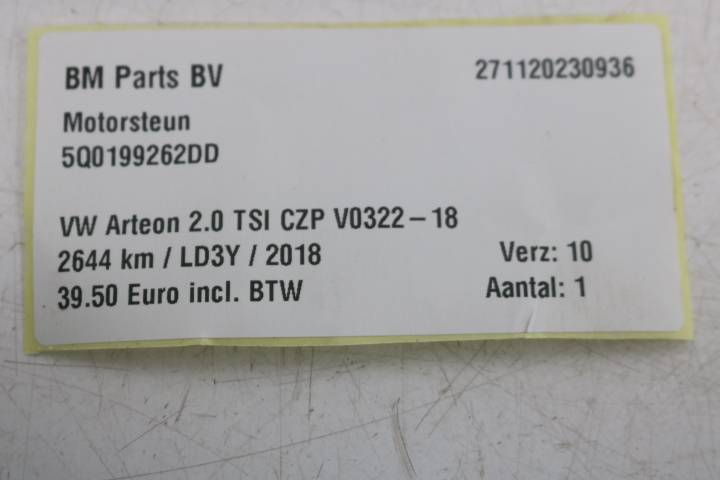 BM Parts BV 271120230936
Motorsteun
5Q0199262DD
VW Arteon 2.0 TSI CZP V0322-18
2644 km / LD3Y / 2018 Verz: 10
39.50 Euro incl. BTW Aantal: 1